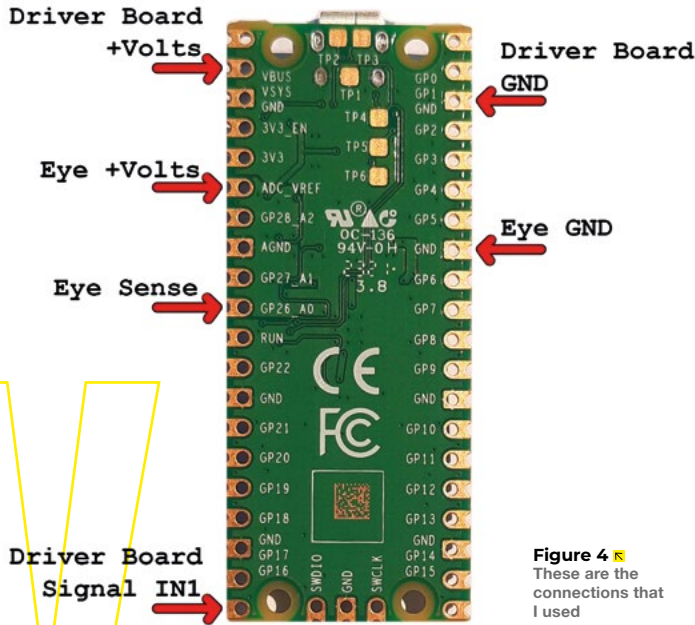 Driver Board
+Volts
Eye +Volts
Eye Sense
Driver Board
Signal IN1
VBUS
VSYS
GND
3V3_EN
3V3
ADC_VREF
GP28_A2
AGND
GP27_A1
GP26_A0
RUN
GP22
GND
GP21
GP20
GP19
GP18
GND
GP17
GP16
TP2
TP3
TP1
TP4
TP5
TP6
R
OC-136
94V-0 H
2321
3.8
CE
FC
SWDIO
GND
SWCLK
GP0
GP1
GND
GP2
GP3
GP4
GP5
GND
GP6
GP7
GP8
GP9
GND
GP10
GP11
GP12
GP13
GND
GP14
GP15
Driver Board
GND
Eye GND
Figure 4
These are the
connections that
I used